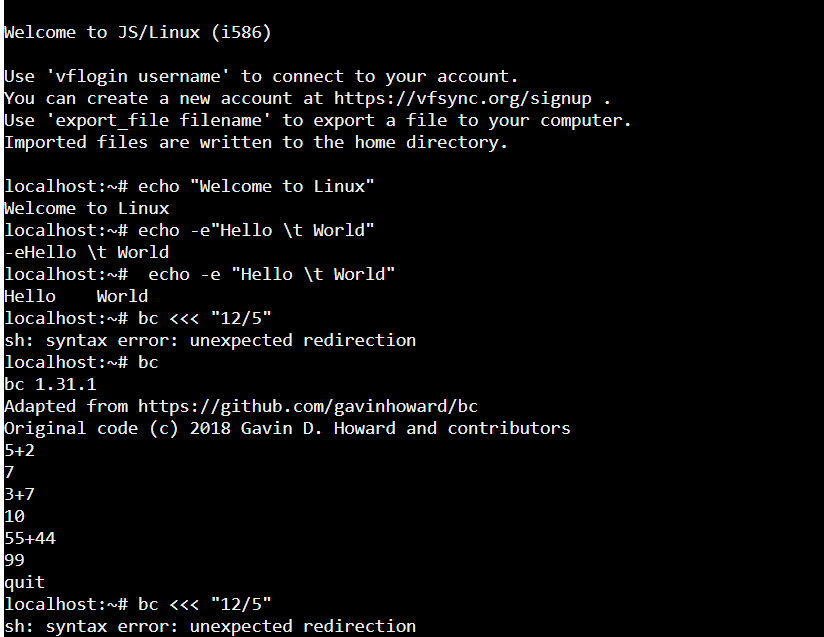 Welcome to JS/Linux (i586)
Use 'vflogin username' to connect to your account.
You can create a new account at https://vfsync.org/signup .
Use 'export_file filename' to export a file to your computer.
Imported files are written to the home directory.
localhost:~# echo "Welcome to Linux"
Welcome to Linux
localhost:~# echo -e"Hello \t World"
-eHello \t World
localhost:~#  echo -e "Hello \t World"
Hello    World
localhost:~# bc <<< "12/5"
sh: syntax error: unexpected redirection
localhost:~# bc
bc 1.31.1
Adapted from https://github.com/gavinhoward/bc
Original code (c) 2018 Gavin D. Howard and contributors
5+2
7
3+7
10
55+44
99
quit
localhost:~# bc <<< "12/5"
sh: syntax error: unexpected redirection